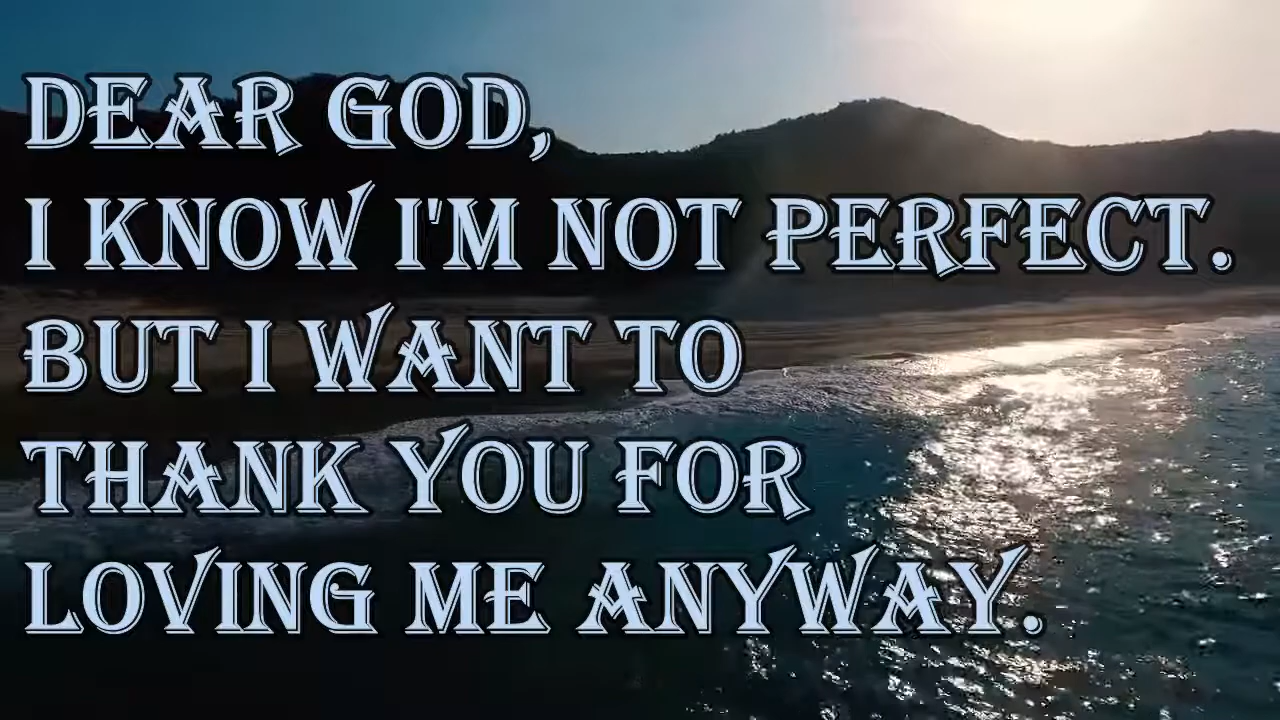 DEAR GOD,
I KNOW I'M NOT PERFECT.
BUT I WANT TO
THANK YOU FOR
LOVING ME ANYWAY.